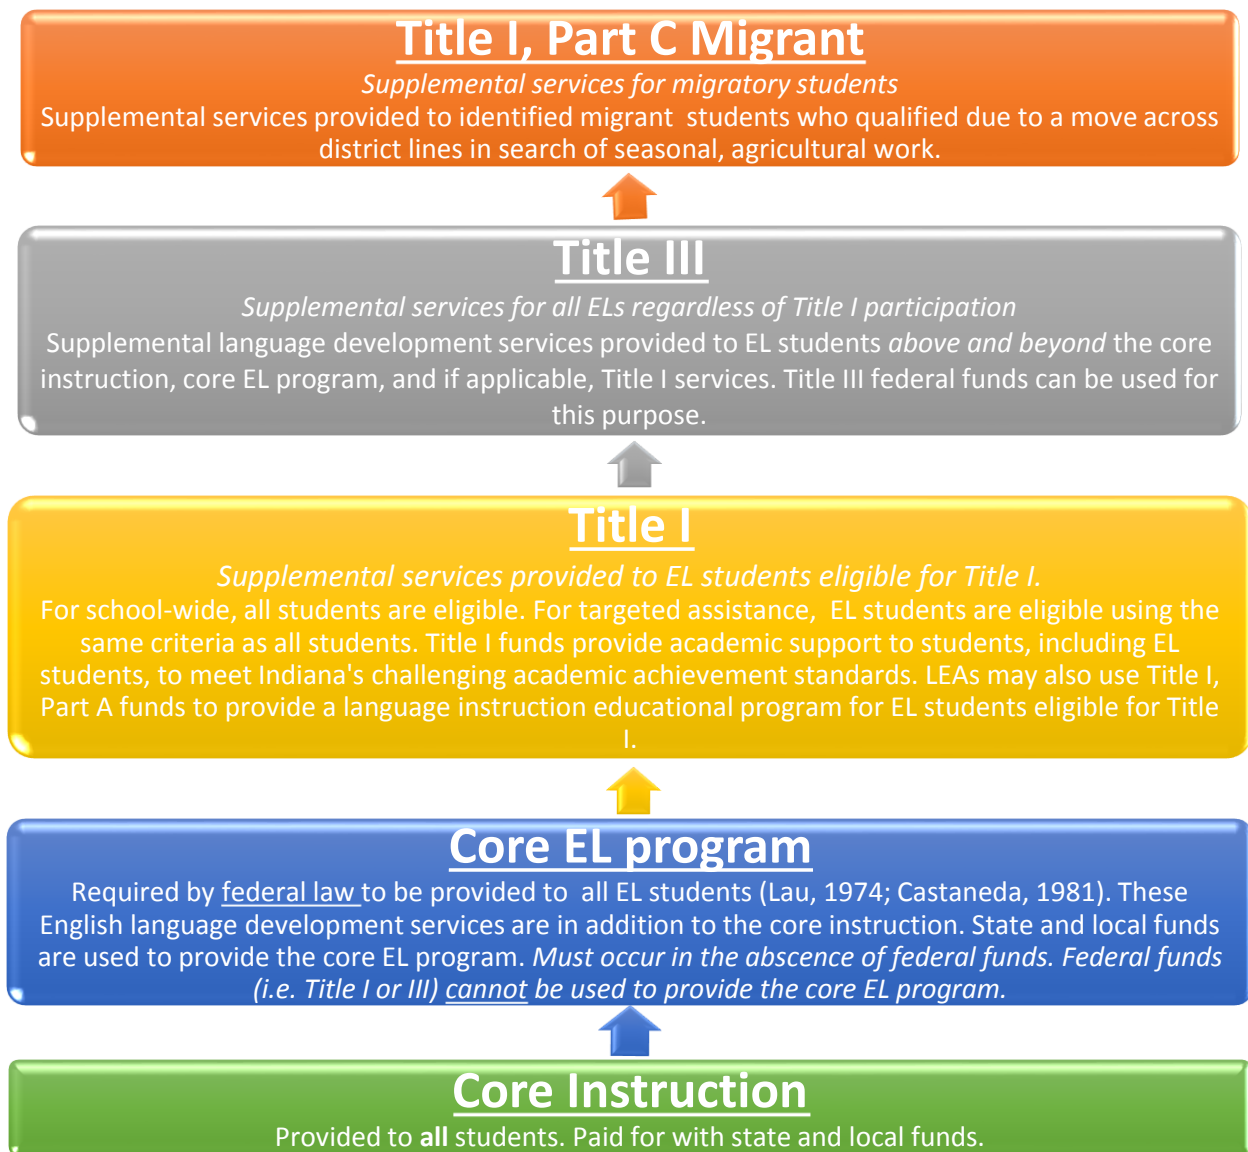 Title I, Part C Migrant
Supplemental services for migratory students
Supplemental services provided to identified migrant students who qualified due to a move across
district lines in search of seasonal, agricultural work.
Title III
Supplemental services for all ELs regardless of Title I participation
Supplemental language development services provided to EL students above and beyond the core
instruction, core EL program, and if applicable, Title I services. Title III federal funds can be used for
this purpose.
Title I
Supplemental services provided to EL students eligible for Title I.
For school-wide, all students are eligible. For targeted assistance, EL students are eligible using the
same criteria as all students. Title I funds provide academic support to students, including EL
students, to meet Indiana's challenging academic achievement standards. LEAs may also use Title I,
Part A funds to provide a language instruction educational program for EL students eligible for Title
I.
Core EL program
Required by federal law to be provided to all EL students (Lau, 1974; Castaneda, 1981). These
English language development services are in addition to the core instruction. State and local funds
are used to provide the core EL program. Must occur in the abscence of federal funds. Federal funds
(i.e. Title I or III) cannot be used to provide the core EL program.
Core Instruction
Provided to all students. Paid for with state and local funds.